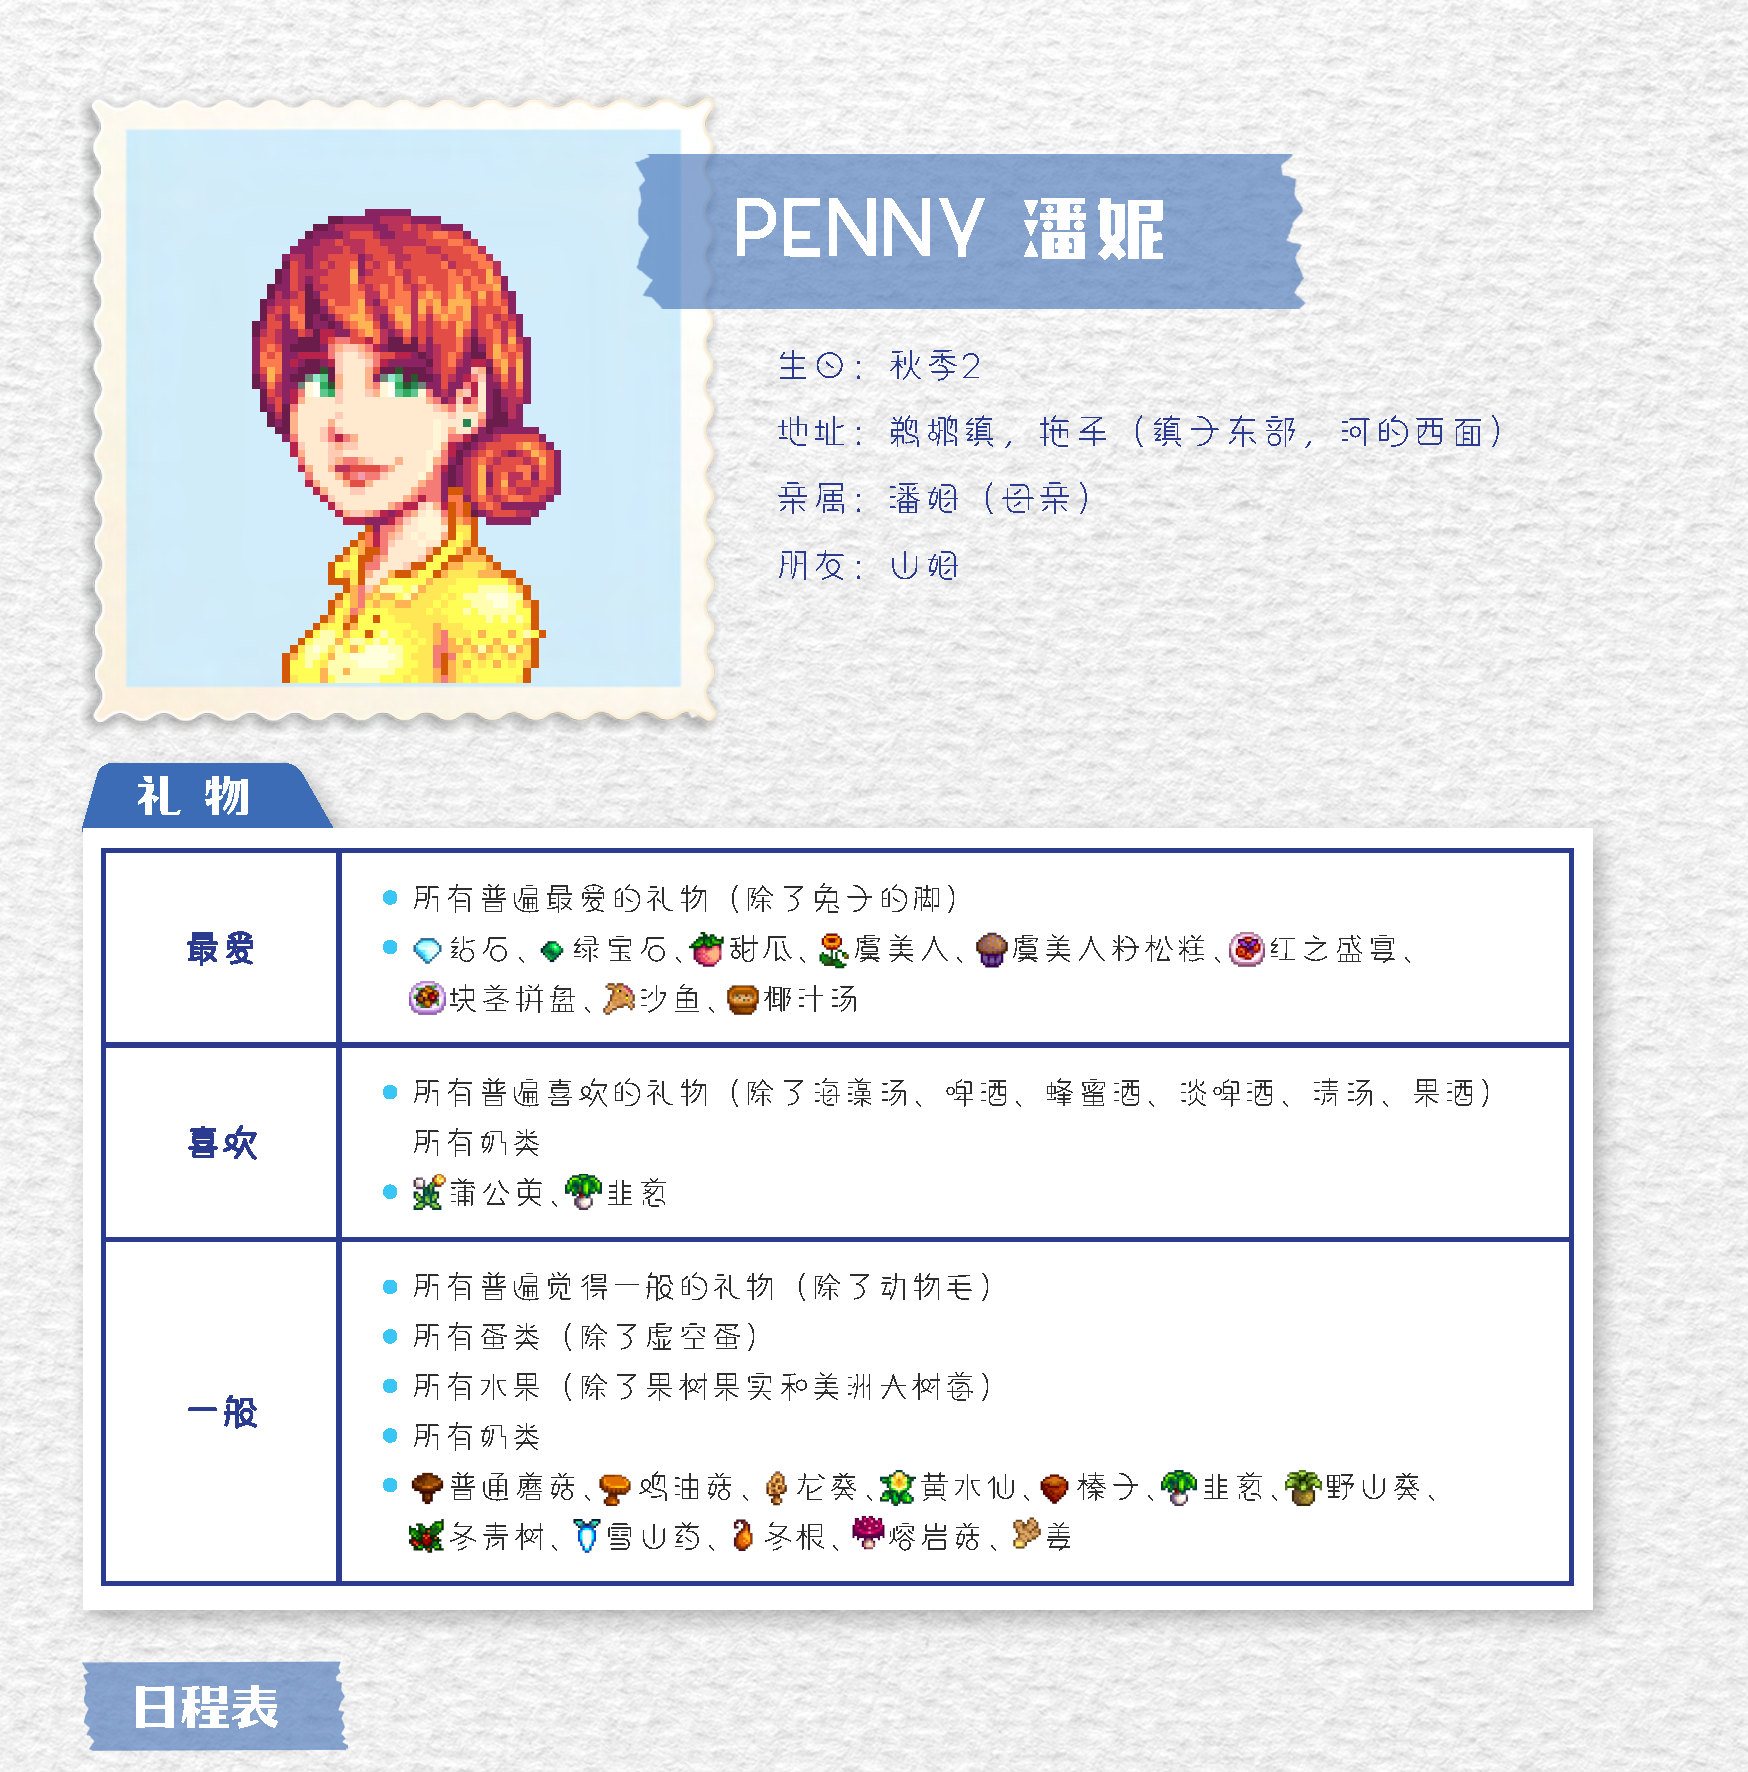 PENNY 潘妮
生日：秋季2
地址：鹈鹕镇，拖车（镇子东部，河的西面）
亲属：潘姆（母亲）
朋友：山姆
礼 物
最爱
所有普遍最爱的礼物（除了兔子的脚）
钻石、绿宝石、甜瓜、虞美人、虞美人籽松糕、红之盛宴、
块茎拼盘、沙鱼、椰汁汤
喜欢
所有普遍喜欢的礼物（除了海藻汤、啤酒、蜂蜜酒、淡啤酒、清汤、果酒）
所有奶类
蒲公英、韭葱
一般
所有普遍觉得一般的礼物（除了动物毛）
所有蛋类（除了虚空蛋）
所有水果（除了果树果实和美洲大树莓）
所有奶类
普通蘑菇、鸡油菇、龙葵、黄水仙、榛子、韭葱、野山葵、
冬青树、雪山药、冬根、熔岩菇、姜
日程表